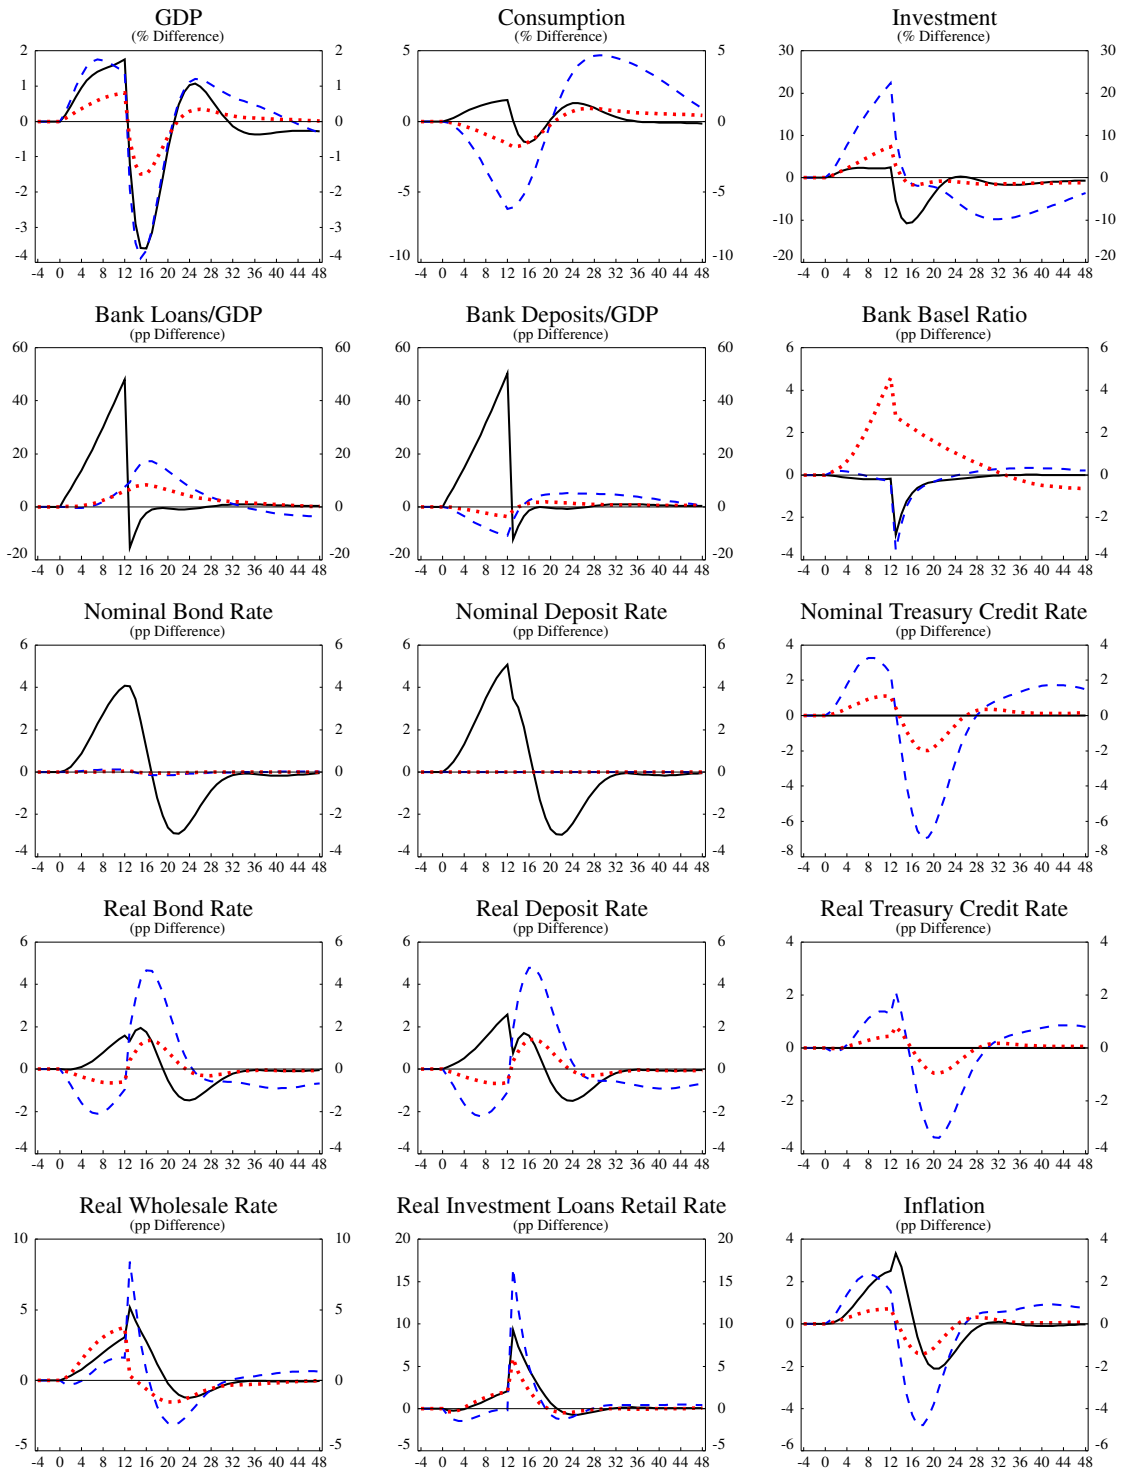 GDP Consumption Investment
(% Difference) (% Difference) (% Difference)
2 2 5 5 30 30
1 1 20 20
0 0 0 0 10 10
-1 -1 0 0
-2 -2 -5 -5 -10 -10
-3 -3
-4 -4 -10 -10 -20 -20
-4 0 4 8 12 16 20 24 28 32 36 40 44 48 -4 0 4 8 12 16 20 24 28 32 36 40 44 48 -4 0 4 8 12 16 20 24 28 32 36 40 44 48
Bank Loans/GDP Bank Deposits/GDP Bank Basel Ratio
(pp Difference) (pp Difference) (pp Difference)
60 60 60 60 6 6
40 40 40 40 4 4
20 20 20 20 2 2
0 0 0 0 0 0
-2 -2
-20 -20 -20 -20 -4 -4
-4 0 4 8 12 16 20 24 28 32 36 40 44 48 -4 0 4 8 12 16 20 24 28 32 36 40 44 48 -4 0 4 8 12 16 20 24 28 32 36 40 44 48
Nominal Bond Rate Nominal Deposit Rate Nominal Treasury Credit Rate
(pp Difference) (pp Difference) (pp Difference)
6 6 6 6 4 4
4 4 4 4 2 2
2 2 2 2 0 0
0 0 0 0 -2 -2
-2 -2 -2 -2 -4 -4
-6 -6
-4 -4 -4 -4 -8 -8
-4 0 4 8 12 16 20 24 28 32 36 40 44 48 -4 0 4 8 12 16 20 24 28 32 36 40 44 48 -4 0 4 8 12 16 20 24 28 32 36 40 44 48
Real Bond Rate Real Deposit Rate Real Treasury Credit Rate
(pp Difference) (pp Difference) (pp Difference)
6 6 6 6 4 4
4 4 4 4 2 2
2 2 2 2 0 0
0 0 0 0
-2 -2 -2 -2 -2 -2
-4 -4 -4 -4 -4 -4
-4 0 4 8 12 16 20 24 28 32 36 40 44 48 -4 0 4 8 12 16 20 24 28 32 36 40 44 48 -4 0 4 8 12 16 20 24 28 32 36 40 44 48
Real Wholesale Rate Real Investment Loans Retail Rate Inflation
(pp Difference) (pp Difference) (pp Difference)
10 10 20 20 4 4
15 15 2 2
5 5 10 10 0 0
5 5 -2 -2
0 0 0 0 -4 -4
-5 -5 -5 -5 -6 -6
-4 0 4 8 12 16 20 24 28 32 36 40 44 48 -4 0 4 8 12 16 20 24 28 32 36 40 44 48 -4 0 4 8 12 16 20 24 28 32 36 40 44 48